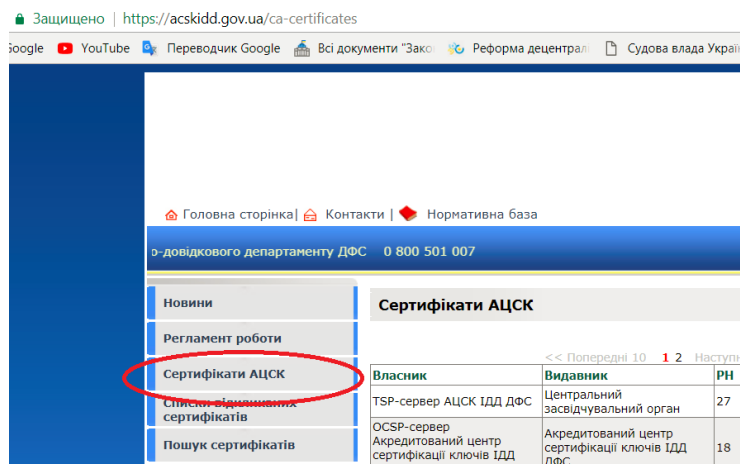 Защищено | https://acskidd.gov.ua/ca-certificates
Google YouTube Переводчик Google Всі документи "Зако Реформа децентралі Судова влада Украї
Головна сторінка| Контакти | Нормативна база
о-довідкового департаменту ДФС 0 800 501 007
Новини
Регламент роботи
Сертифікати АЦСК
Списки відкликаних
сертифікатів
Пошук сертифікатів
Сертифікати АЦСК
<< Попередні 10 1 2 Наступн
Власник Видавник РН
TSP-сервер АЦСК ІДД ДФС
Центральний
засвідчувальний орган
27
OCSP-сервер
Акредитований центр
сертифікації ключів ІДД
Акредитований центр
сертифікації ключів ІДД
ДФС
18